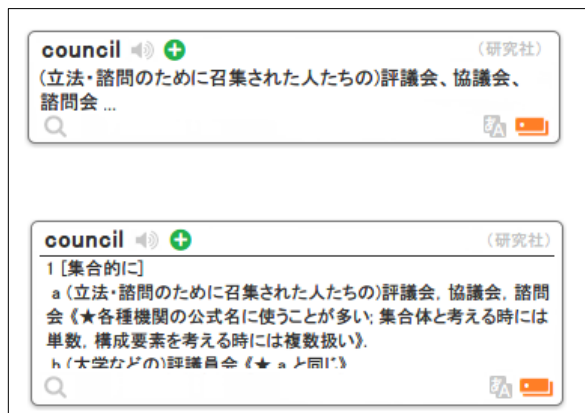 council （研究社）
(立法・諮問のために召集された人たちの)評議会、協議会、
諮問会 ...
あA
council （研究社）
1 [集合的に]
a (立法・諮問のために召集された人たちの)評議会, 協議会, 諮問
会 《★各種機関の公式名に使うことが多い; 集合体と考える時には
単数, 構成要素を考える時には複数扱い》.
b (大学などの)評議員会 《★ a と同じ》
あA